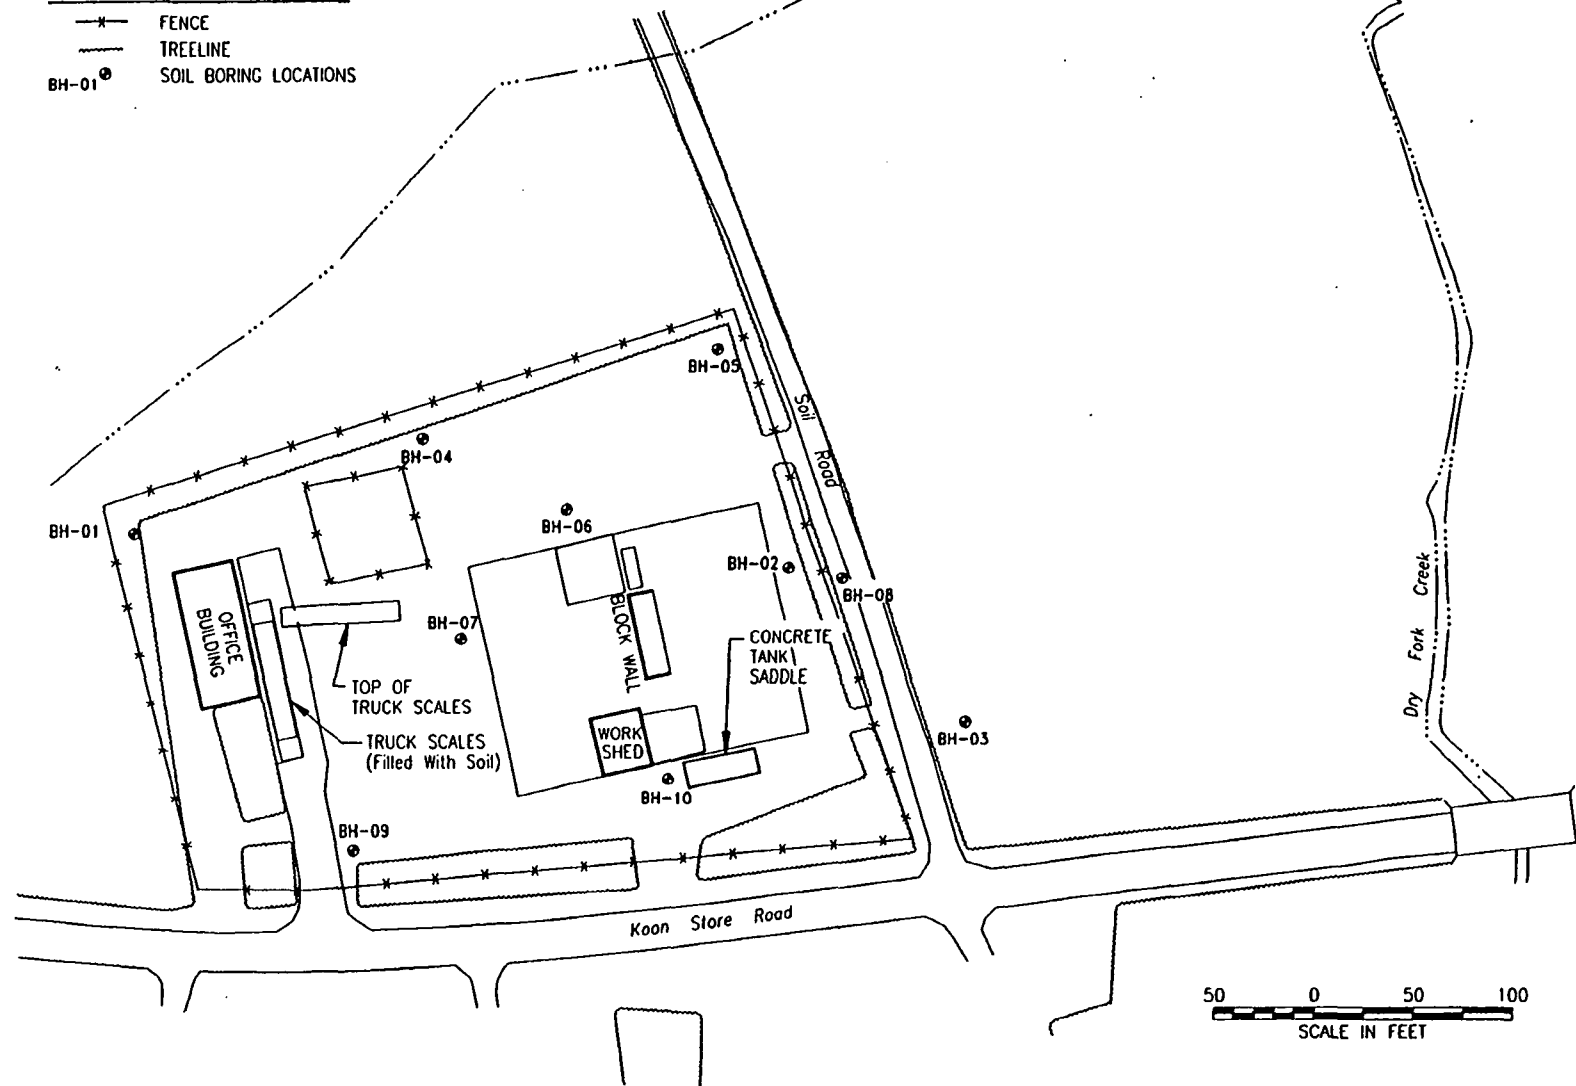 FENCE
TREELINE
BH-01 SOIL BORING LOCATIONS
BH-05
Soil Road
BH-04
BH-01
BH-06
BH-02
BH-08
BH-07
BLOCK WALL
OFFICE
BUILDING
CONCRETE
TANK
SADDLE
TOP OF
TRUCK SCALES
TRUCK SCALES
(Filled With Soil)
WORK
SHED
BH-03
BH-10
BH-09
Dry Fork Creek
Koon Store Road
50 0 50 100
SCALE IN FEET